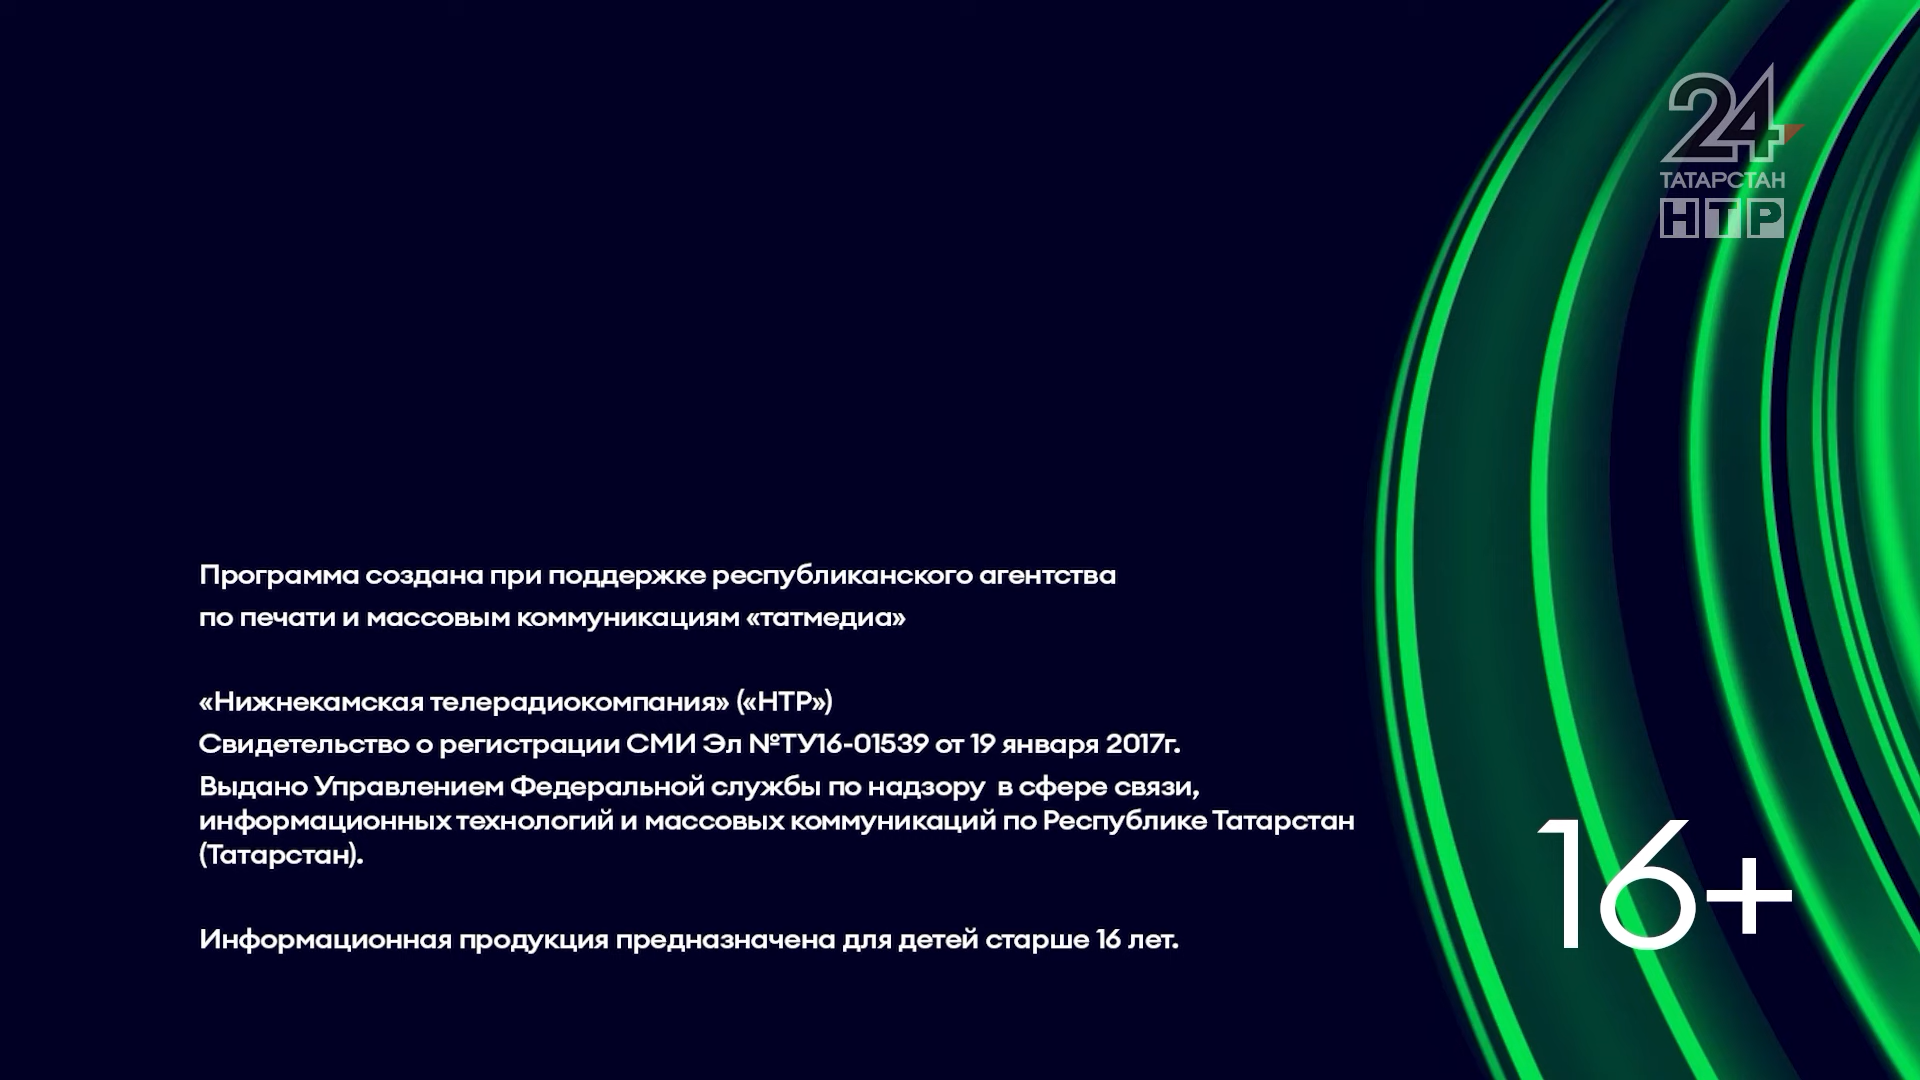 24
ТАТАРСТАН
НТР
Программа создана при поддержке республиканского агентства
по печати и массовым коммуникациям «татмедиа»
«Нижнекамская телерадиокомпания» («НТР»)
Свидетельство о регистрации СМИ Эл №ТУ16-01539 от 19 января 2017г.
Выдано Управлением Федеральной службы по надзору  в сфере связи,
информационных технологий и массовых коммуникаций по Республике Татарстан
(Татарстан).
Информационная продукция предназначена для детей старше 16 лет.
16+